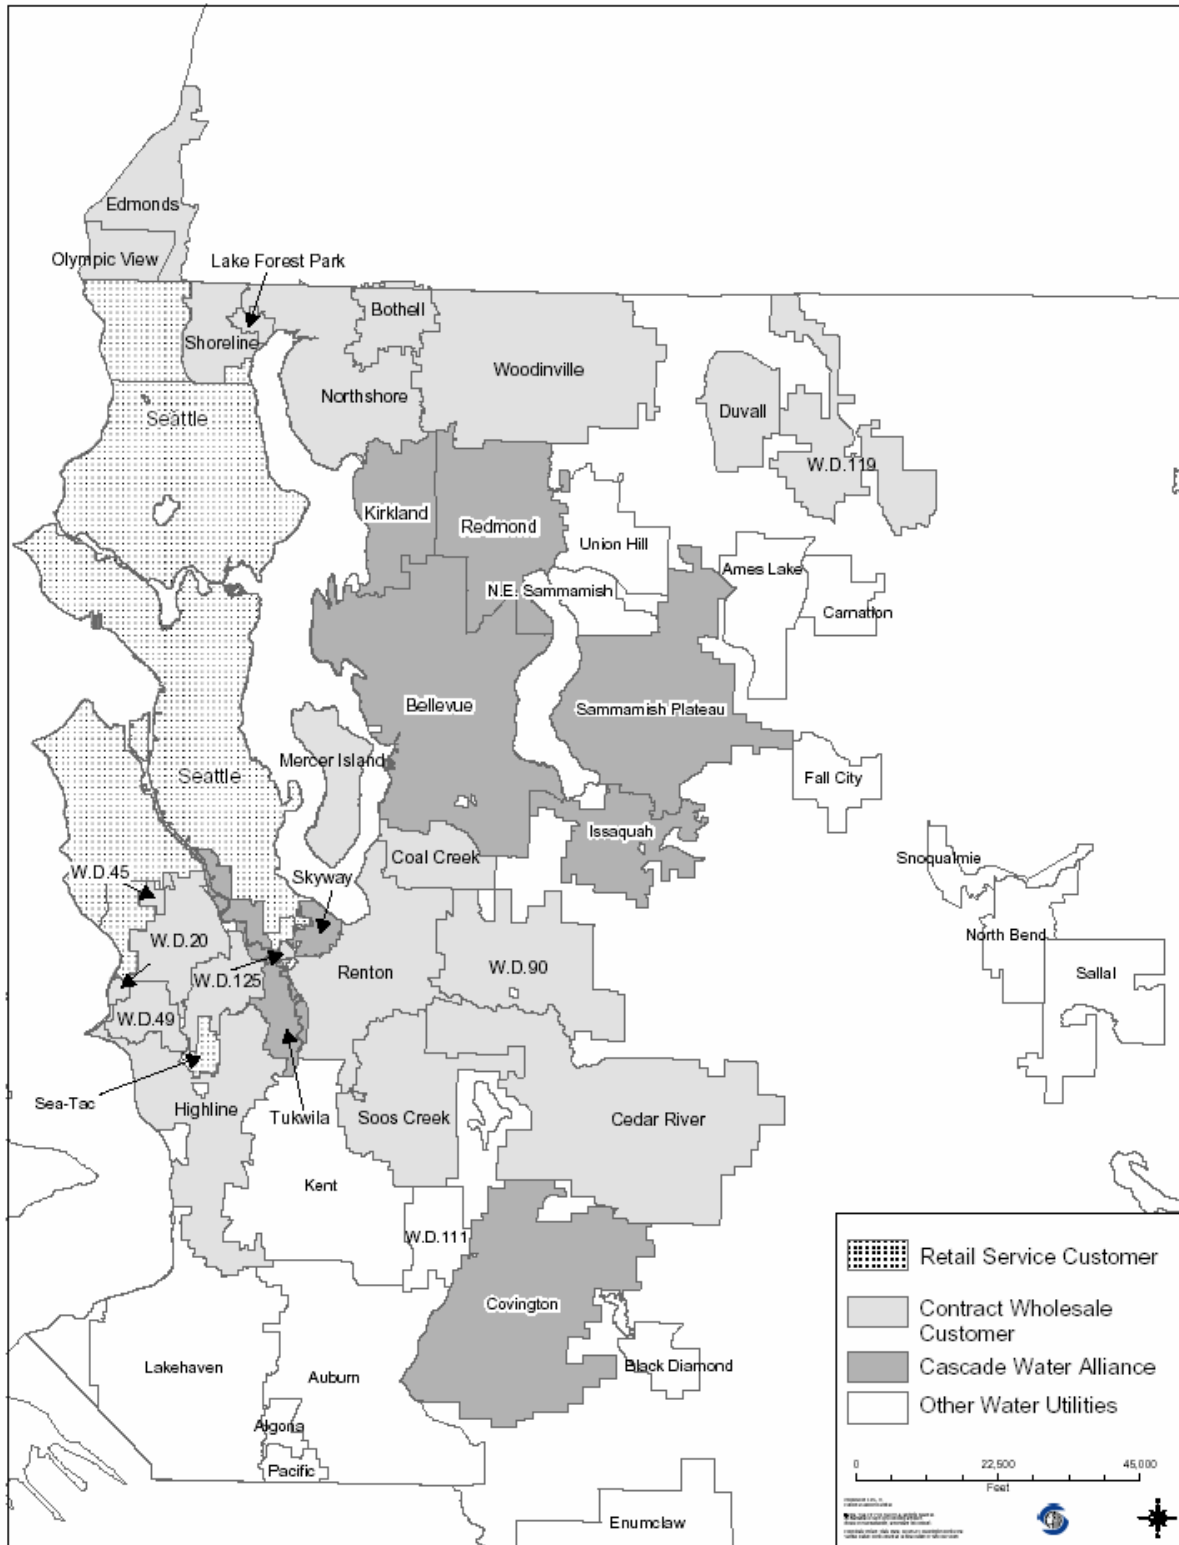 Edmonds
Olympic View
Lake Forest Park
Bothell
Shoreline
Woodinville
Northshore
Duvall
Seattle
W.D.119
Kirkland
Redmond
Union Hill
Ames Lake
N.E. Sammamish
Carnation
Bellevue
Sammamish Plateau
Mercer Island
Seattle
Fall City
Issaquah
Coal Creek
Snoqualmie
W.D.45
Skyway
W.D.20
North Bend
W.D.125
Renton
W.D.90
Sallal
W.D.49
Sea-Tac
Highline
Tukwila
Soos Creek
Cedar River
Kent
W.D.111
Covington
Lakehaven
Auburn
Black Diamond
Algona
Pacific
Enumclaw
Retail Service Customer
Contract Wholesale
Customer
Cascade Water Alliance
Other Water Utilities
0 22,500 45,000
Feet